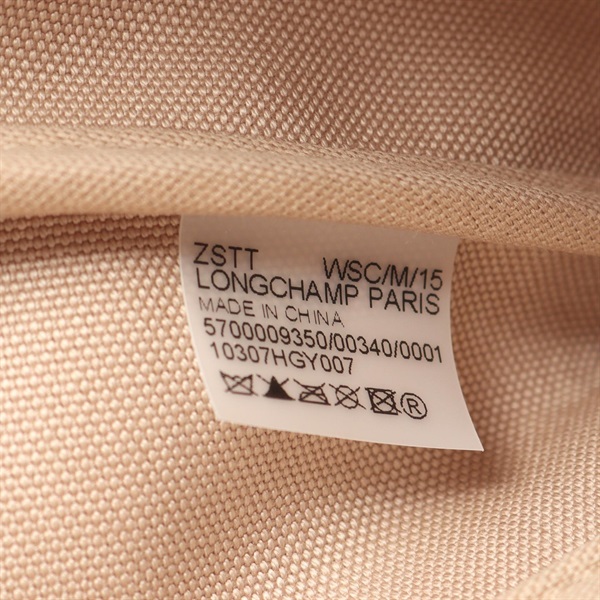 ZSTT WSC/M/15
LONGCHAMP PARIS
MADE IN CHINA
5700009350/00340/0001
10307HGY007
®